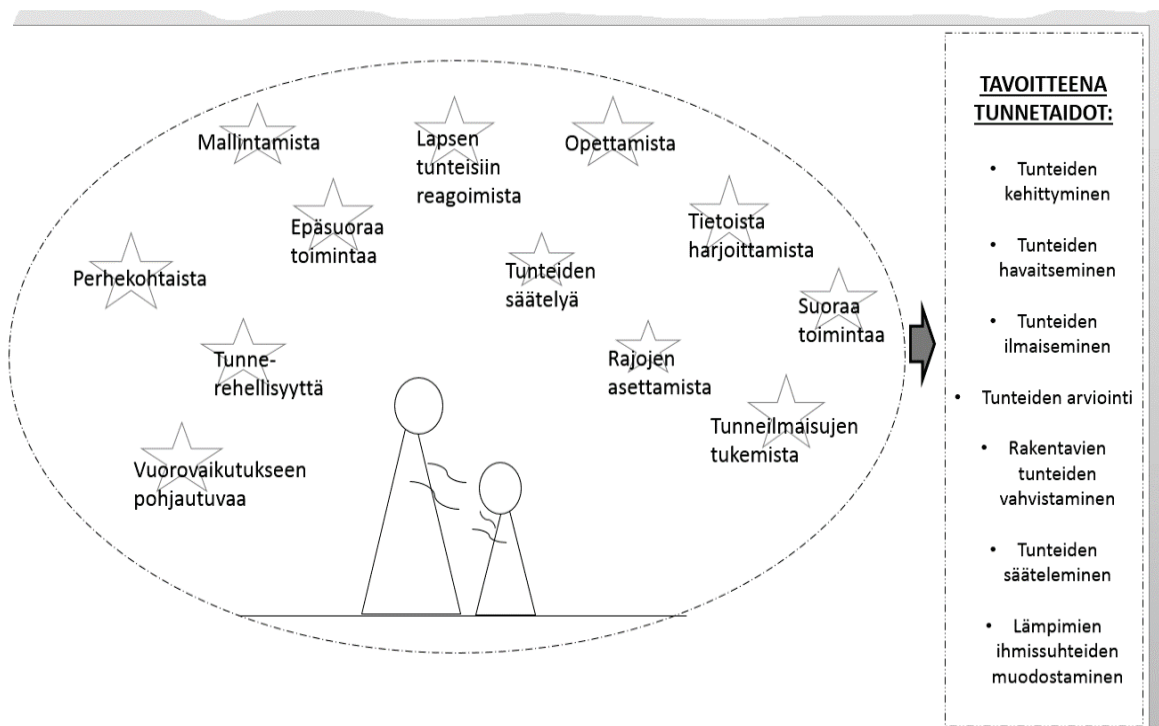 Mallintamista
Lapsen
tunteisiin
reagoimista
Opettamista
Epäsuoraa
toimintaa
Tietoista
harjoittamista
Perhekohtaista
Tunteiden
säätelyä
Suoraa
toimintaa
Tunne-
rehellisyyttä
Rajojen
asettamista
Tunneilmaisujen
tukemista
Vuorovaikutukseen
pohjautuvaa
TAVOITTEENA
TUNNETAIDOT:
• Tunteiden
kehittyminen
• Tunteiden
havaitseminen
• Tunteiden
ilmaiseminen
• Tunteiden arviointi
• Rakentavien
tunteiden
vahvistaminen
• Tunteiden
sääteleminen
• Lämpimien
ihmissuhteiden
muodostaminen